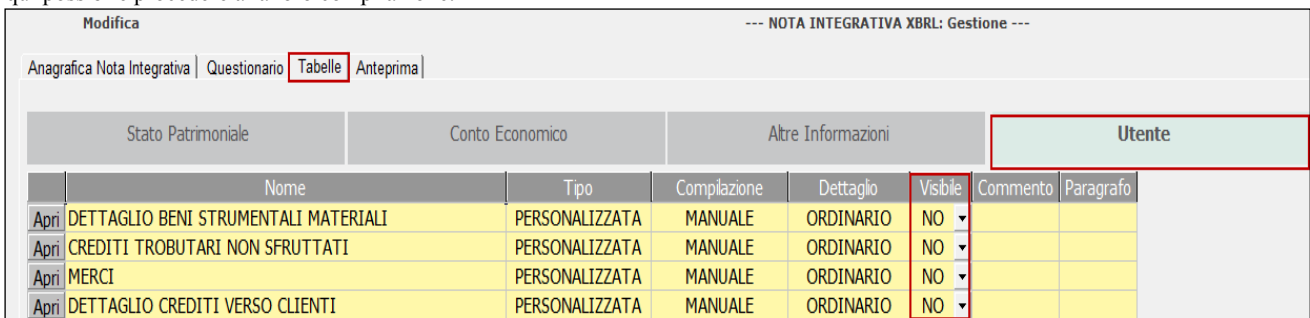 Modifica --- NOTA INTEGRATIVA XBRL: Gestione ---
Anagrafica Nota Integrativa Questionario Tabelle Anteprima
Stato Patrimoniale Conto Economico Altre Informazioni Utente
Nome Tipo Compilazione Dettaglio Visibile Commento Paragrafo
Apri DETTAGLIO BENI STRUMENTALI MATERIALI PERSONALIZZATA MANUALE ORDINARIO NO
Apri CREDITI TROBUTARI NON SFRUTTATI PERSONALIZZATA MANUALE ORDINARIO NO
Apri MERCI PERSONALIZZATA MANUALE ORDINARIO NO
Apri DETTAGLIO CREDITI VERSO CLIENTI PERSONALIZZATA MANUALE ORDINARIO NO